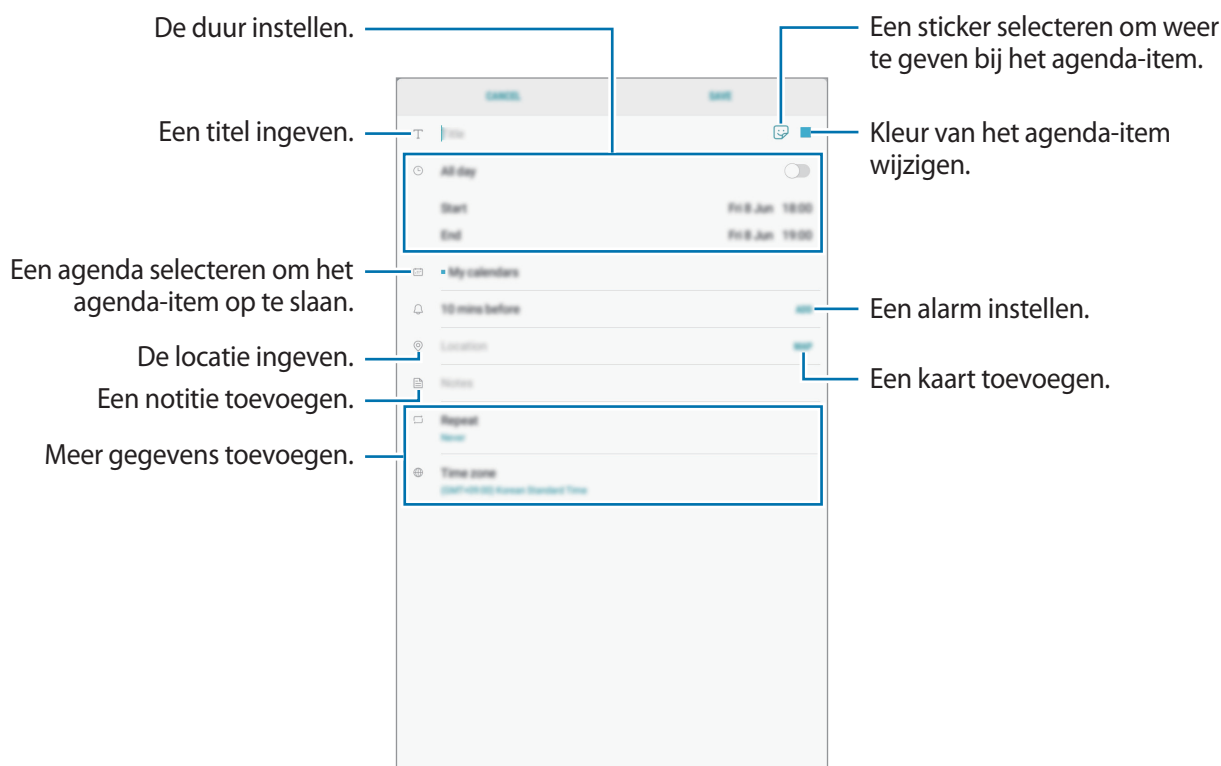 De duur instellen.
Een sticker selecteren om weer
te geven bij het agenda-item.
CANCEL
SAVE
Een titel ingeven.
Title
Kleur van het agenda-item
wijzigen.
All day
Start
Fri 8 Jun 18:00
End
Fri 8 Jun 19:00
Een agenda selecteren om het
agenda-item op te slaan.
My calendars
10 mins before
ADD
Een alarm instellen.
De locatie ingeven.
Location
MAP
Een kaart toevoegen.
Een notitie toevoegen.
Notes
Meer gegevens toevoegen.
Repeat
Never
Time zone
(GMT+09:00) Korean Standard Time